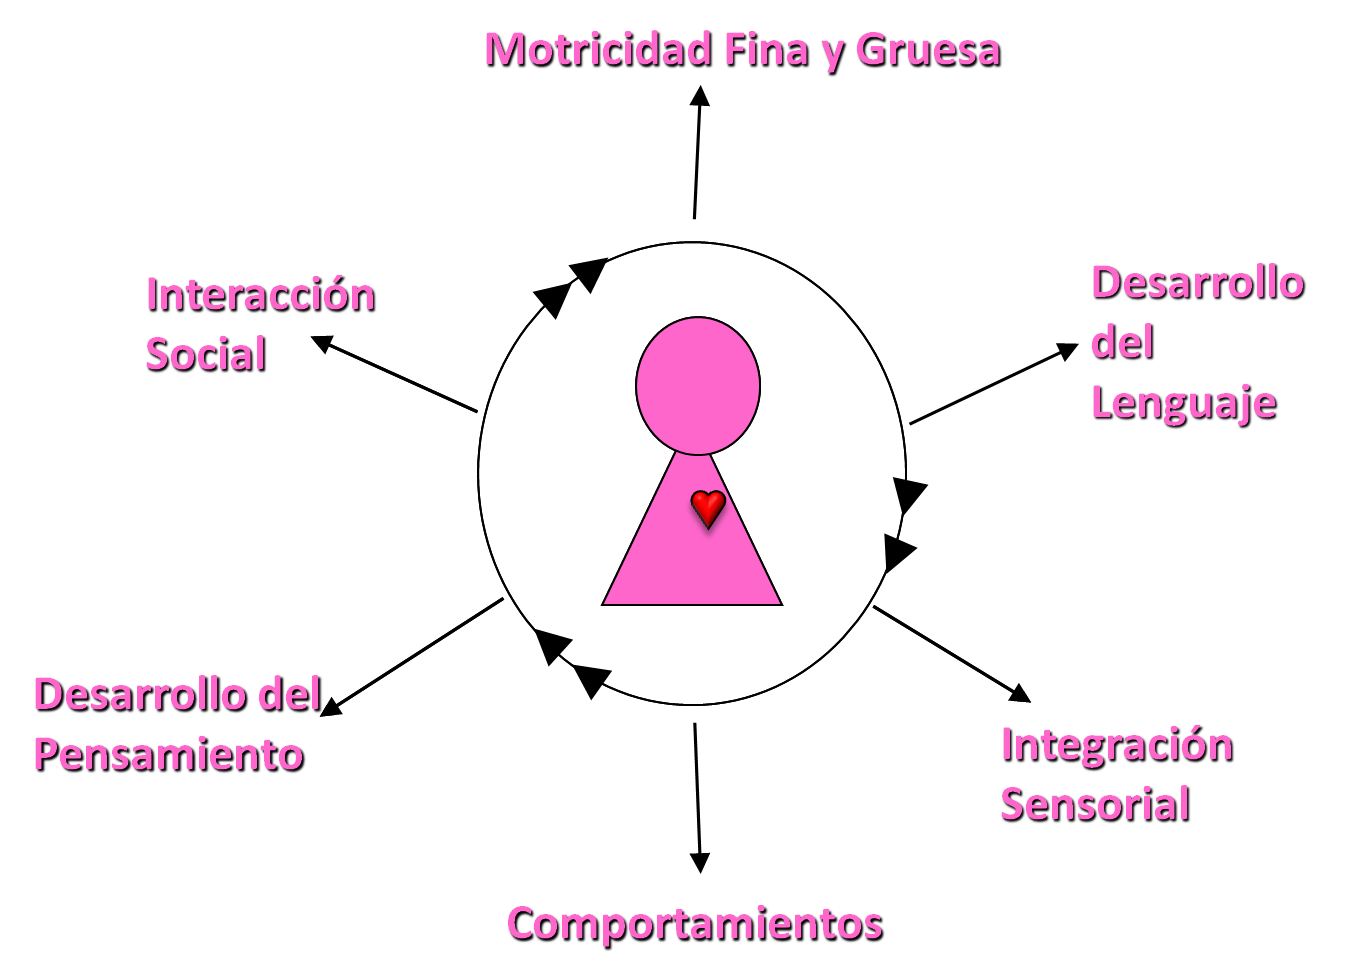 Motricidad Fina y Gruesa
Desarrollo
del
Lenguaje
Interacción
Social
Desarrollo del
Pensamiento
Integración
Sensorial
Comportamientos